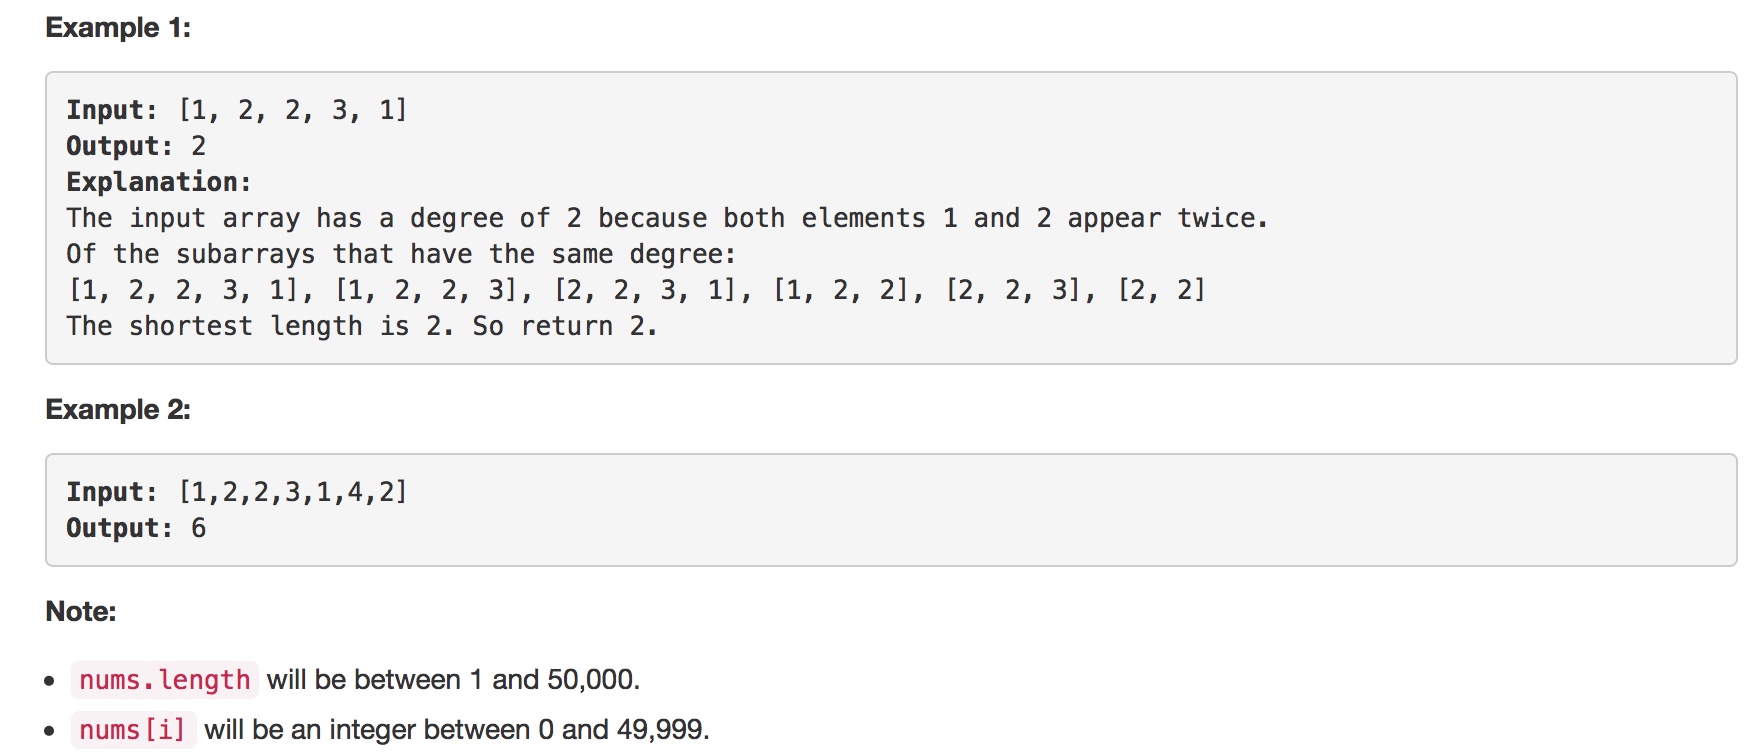 Example 1:
Input: [1, 2, 2, 3, 1]
Output: 2
Explanation:
The input array has a degree of 2 because both elements 1 and 2 appear twice.
Of the subarrays that have the same degree:
[1, 2, 2, 3, 1], [1, 2, 2, 3], [2, 2, 3, 1], [1, 2, 2], [2, 2, 3], [2, 2]
The shortest length is 2. So return 2.
Example 2:
Input: [1,2,2,3,1,4,2]
Output: 6
Note:
• nums.length will be between 1 and 50,000.
• nums[i] will be an integer between 0 and 49,999.